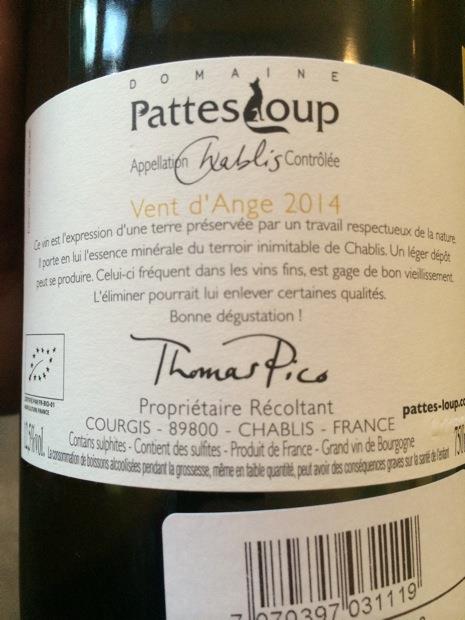 DOMAINE
Pattes Loup
Appellation Chablis Contrôlée
Vent d'Ange 2014
Ce vin est l'expression d'une terre préservée par un travail respectueux de la nature.
Il porte en lui l'essence minérale du terroir inimitable de Chablis. Un léger dépôt
peut se produire. Celui-ci fréquent dans les vins fins, est gage de bon vieillissement.
L'éliminer pourrait lui enlever certaines qualités.
Bonne dégustation !
Thomas Pico
Propriétaire Récoltant
pattes-loup.co
COURGIS - 89800 - CHABLIS - FRANCE
12,5%vol.
Contains sulphites - Contient des sulfites - Produit de France - Grand vin de Bourgogne
750
La consommation de boissons alcoolisées pendant la grossesse, même en faible quantité, peut avoir des conséquences graves sur la santé de l'enfant
7 070397 031119